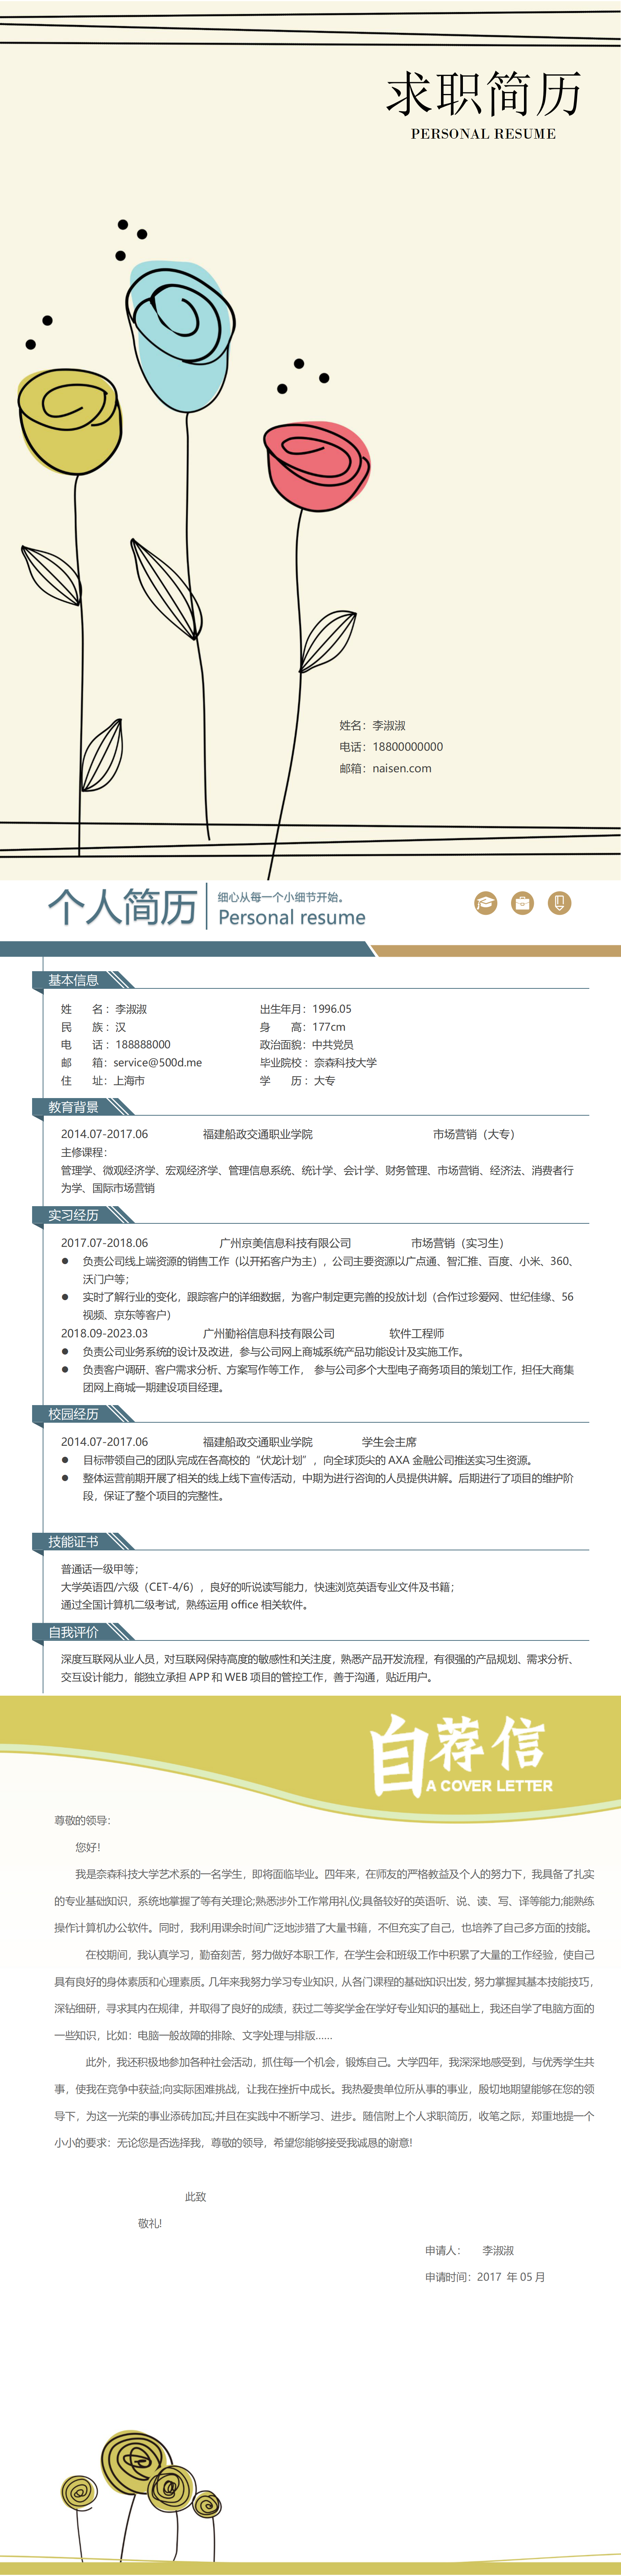 求职简历
PERSONAL RESUME
姓名：李淑淑
电话：18800000000
邮箱：naisen.com
个人简历
细心从每一个小细节开始。
Personal resume
基本信息
姓 名：李淑淑 出生年月：1996.05
民 族：汉 身 高：177cm
电 话：188888000 政治面貌：中共党员
邮 箱：service@500d.me 毕业院校：奈森科技大学
住 址：上海市 学 历：大专
教育背景
2014.07-2017.06 福建船政交通职业学院 市场营销（大专）
主修课程：
管理学、微观经济学、宏观经济学、管理信息系统、统计学、会计学、财务管理、市场营销、经济法、消费者行
为学、国际市场营销
实习经历
2017.07-2018.06 广州京美信息科技有限公司 市场营销（实习生）
● 负责公司线上端资源的销售工作（以开拓客户为主），公司主要资源以广点通、智汇推、百度、小米、360、
沃门户等；
● 实时了解行业的变化，跟踪客户的详细数据，为客户制定更完善的投放计划（合作过珍爱网、世纪佳缘、56
视频、京东等客户）
2018.09-2023.03 广州勤裕信息科技有限公司 软件工程师
● 负责公司业务系统的设计及改进，参与公司网上商城系统产品功能设计及实施工作。
● 负责客户调研、客户需求分析、方案写作等工作， 参与公司多个大型电子商务项目的策划工作，担任大商集
团网上商城一期建设项目经理。
校园经历
2014.07-2017.06 福建船政交通职业学院 学生会主席
● 目标带领自己的团队完成在各高校的“伏龙计划”，向全球顶尖的 AXA 金融公司推送实习生资源。
● 整体运营前期开展了相关的线上线下宣传活动，中期为进行咨询的人员提供讲解。后期进行了项目的维护阶
段，保证了整个项目的完整性。
技能证书
普通话一级甲等；
大学英语四/六级（CET-4/6），良好的听说读写能力，快速浏览英语专业文件及书籍；
通过全国计算机二级考试，熟练运用 office 相关软件。
自我评价
深度互联网从业人员，对互联网保持高度的敏感性和关注度，熟悉产品开发流程，有很强的产品规划、需求分析、
交互设计能力，能独立承担 APP 和 WEB 项目的管控工作，善于沟通，贴近用户。
自荐信
A COVER LETTER
尊敬的领导：
您好!
我是奈森科技大学艺术系的一名学生，即将面临毕业。四年来，在师友的严格教益及个人的努力下，我具备了扎实
的专业基础知识，系统地掌握了等有关理论;熟悉涉外工作常用礼仪;具备较好的英语听、说、读、写、译等能力;能熟练
操作计算机办公软件。同时，我利用课余时间广泛地涉猎了大量书籍，不但充实了自己，也培养了自己多方面的技能。
在校期间，我认真学习，勤奋刻苦，努力做好本职工作，在学生会和班级工作中积累了大量的工作经验，使自己
具有良好的身体素质和心理素质。几年来我努力学习专业知识，从各门课程的基础知识出发，努力掌握其基本技能技巧，
深钻细研，寻求其内在规律，并取得了良好的成绩，获过二等奖学金在学好专业知识的基础上，我还自学了电脑方面的
一些知识，比如：电脑一般故障的排除、文字处理与排版……
此外，我还积极地参加各种社会活动，抓住每一个机会，锻炼自己。大学四年，我深深地感受到，与优秀学生共
事，使我在竞争中获益;向实际困难挑战，让我在挫折中成长。我热爱贵单位所从事的事业，殷切地期望能够在您的领
导下，为这一光荣的事业添砖加瓦;并且在实践中不断学习、进步。随信附上个人求职简历，收笔之际，郑重地提一个
小小的要求：无论您是否选择我，尊敬的领导，希望您能够接受我诚恳的谢意!
此致
敬礼!
申请人： 李淑淑
申请时间：2017 年 05 月